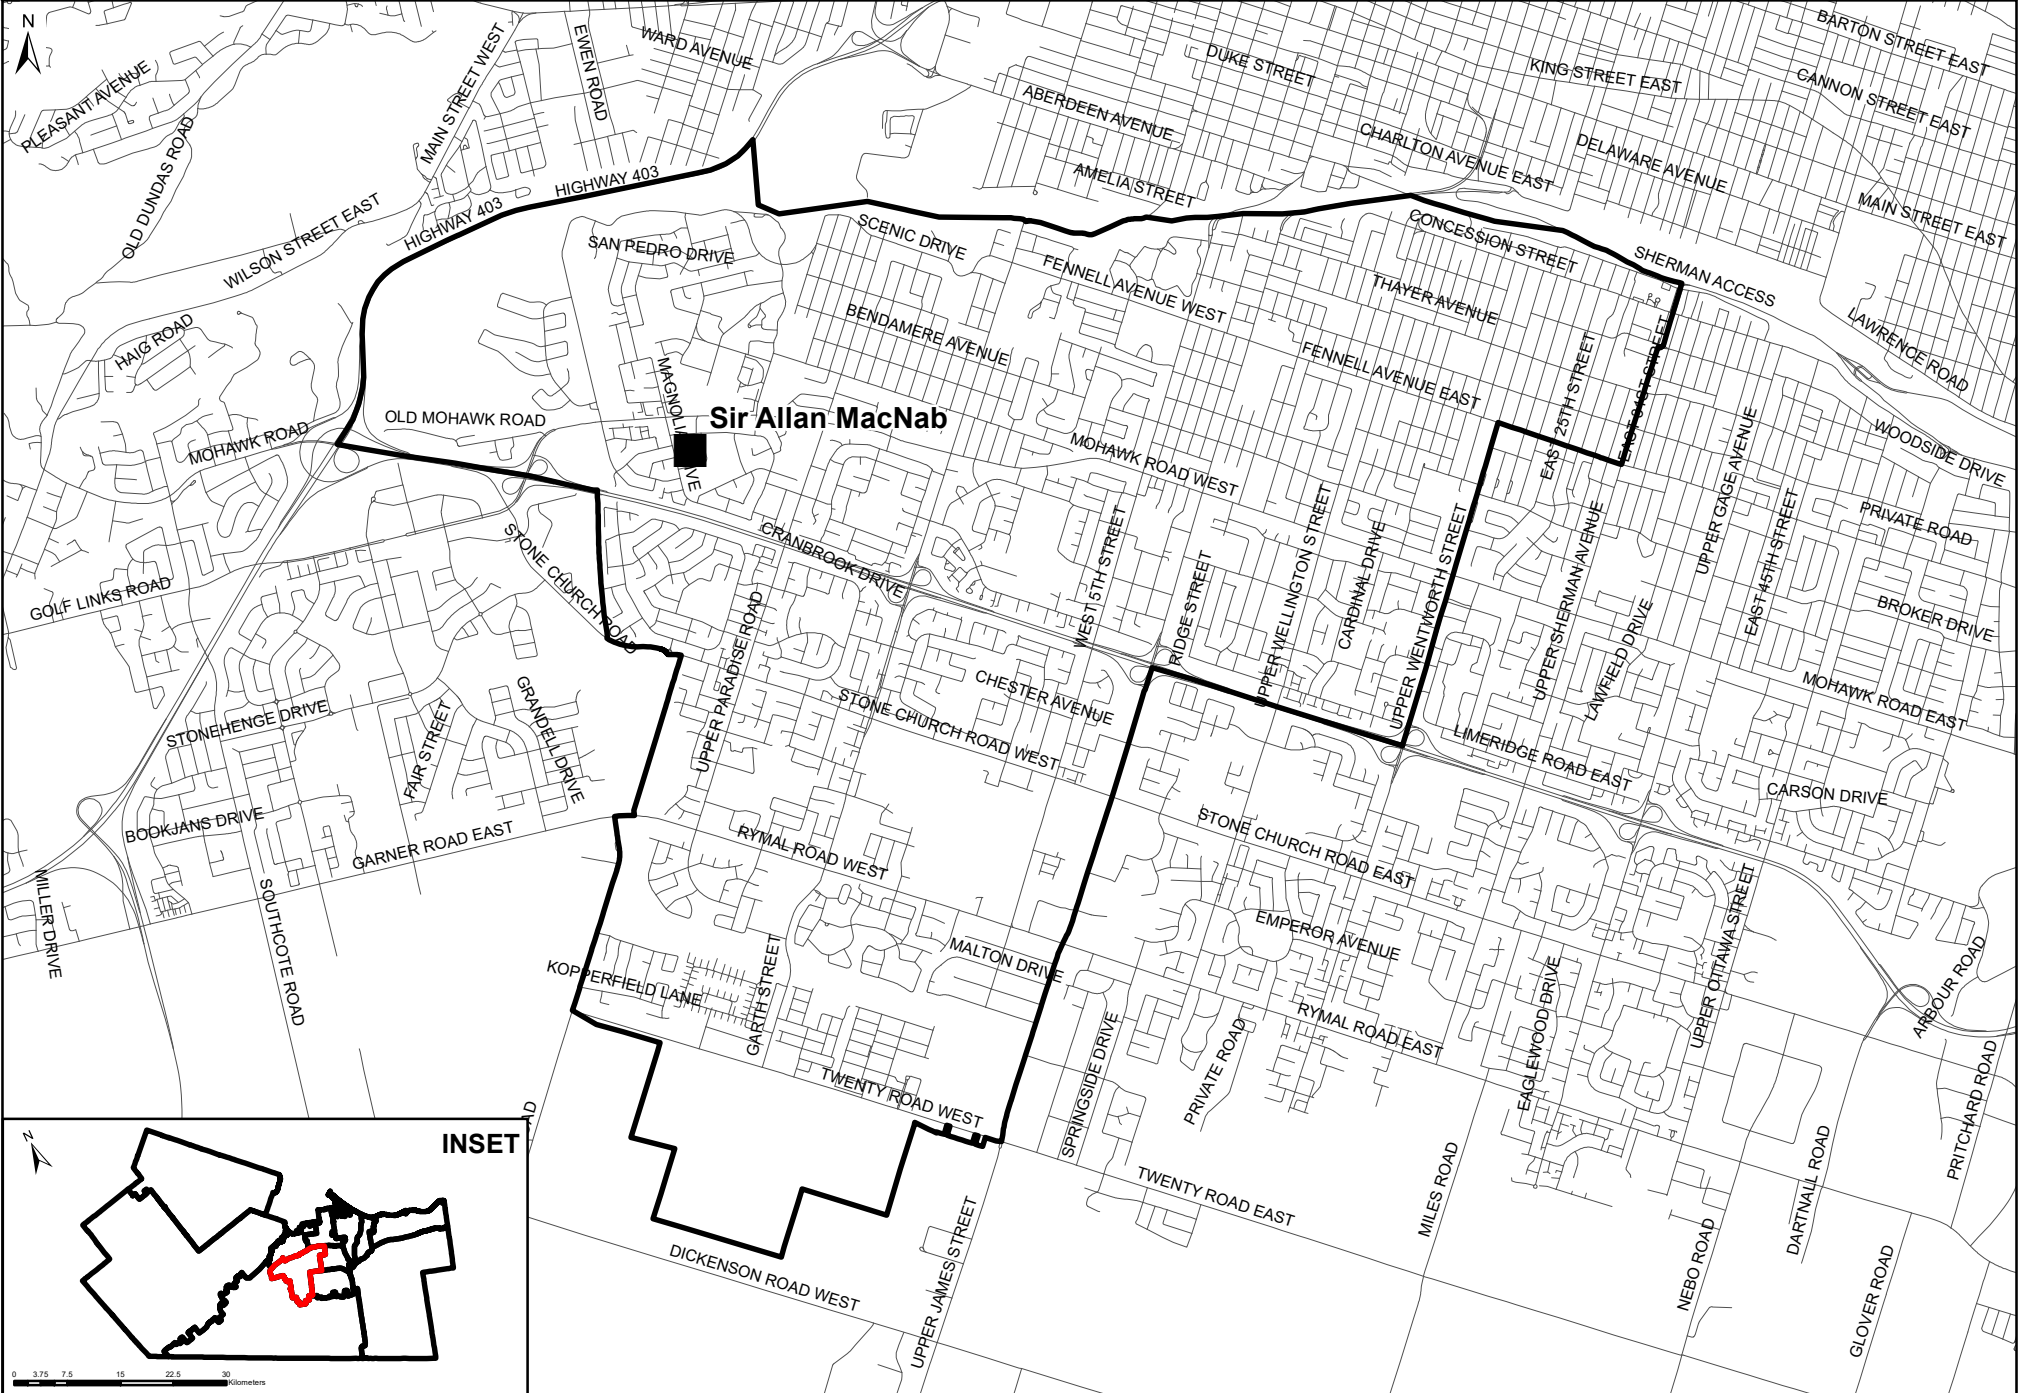 N
PLEASANT AVENUE
OLD DUNDAS ROAD
MAIN STREET WEST
EWEN ROAD
WARD AVENUE
DUKE STREET
ABERDEEN AVENUE
AMELIA STREET
KING STREET EAST
BARTON STREET EAST
CANNON STREET EAST
CHARLTON AVENUE EAST
DELAWARE AVENUE
MAIN STREET EAST
WILSON STREET EAST
HIGHWAY 403
HIGHWAY 403
SAN PEDRO DRIVE
SCENIC DRIVE
FENNELL AVENUE WEST
BENDAMERE AVENUE
CONCESSION STREET
THAYER AVENUE
SHERMAN ACCESS
LAWRENCE ROAD
HAIG ROAD
MOHAWK ROAD
OLD MOHAWK ROAD
MAGNOLIA DRIVE
Sir Allan MacNab
FENNELL AVENUE EAST
MOHAWK ROAD WEST
EAST 25TH STREET
EAST 31ST STREET
UPPER GAGE AVENUE
WOODSIDE DRIVE
PRIVATE ROAD
EAST 45TH STREET
BROKER DRIVE
GOLF LINKS ROAD
STONE CHURCH ROAD
CRANBROOK DRIVE
WEST 5TH STREET
RIDGE STREET
UPPER WELLINGTON STREET
CARDINAL DRIVE
UPPER WENTWORTH STREET
UPPER SHERMAN AVENUE
LAWFIELD DRIVE
MOHAWK ROAD EAST
UPPER PARADISE ROAD
CHESTER AVENUE
STONE CHURCH ROAD WEST
LIMERIDGE ROAD EAST
CARSON DRIVE
STONEHENGE DRIVE
FAIR STREET
GRANDELL DRIVE
BOOKJANS DRIVE
GARNER ROAD EAST
RYMAL ROAD WEST
STONE CHURCH ROAD EAST
EMPEROR AVENUE
MILLER DRIVE
SOUTHCOTE ROAD
KOPPERFIELD LANE
GARTH STREET
MALTON DRIVE
UPPER OTTAWA STREET
ARBOUR ROAD
RYMAL ROAD EAST
EAGLEWOOD DRIVE
PRIVATE ROAD
SPRINGSIDE DRIVE
TWENTY ROAD WEST
TWENTY ROAD EAST
MILES ROAD
NEBO ROAD
DARTNALL ROAD
PRITCHARD ROAD
GLOVER ROAD
DICKENSON ROAD WEST
UPPER JAMES STREET
AD
INSET
N
0 3.75 7.5 15 22.5 30
Kilometers